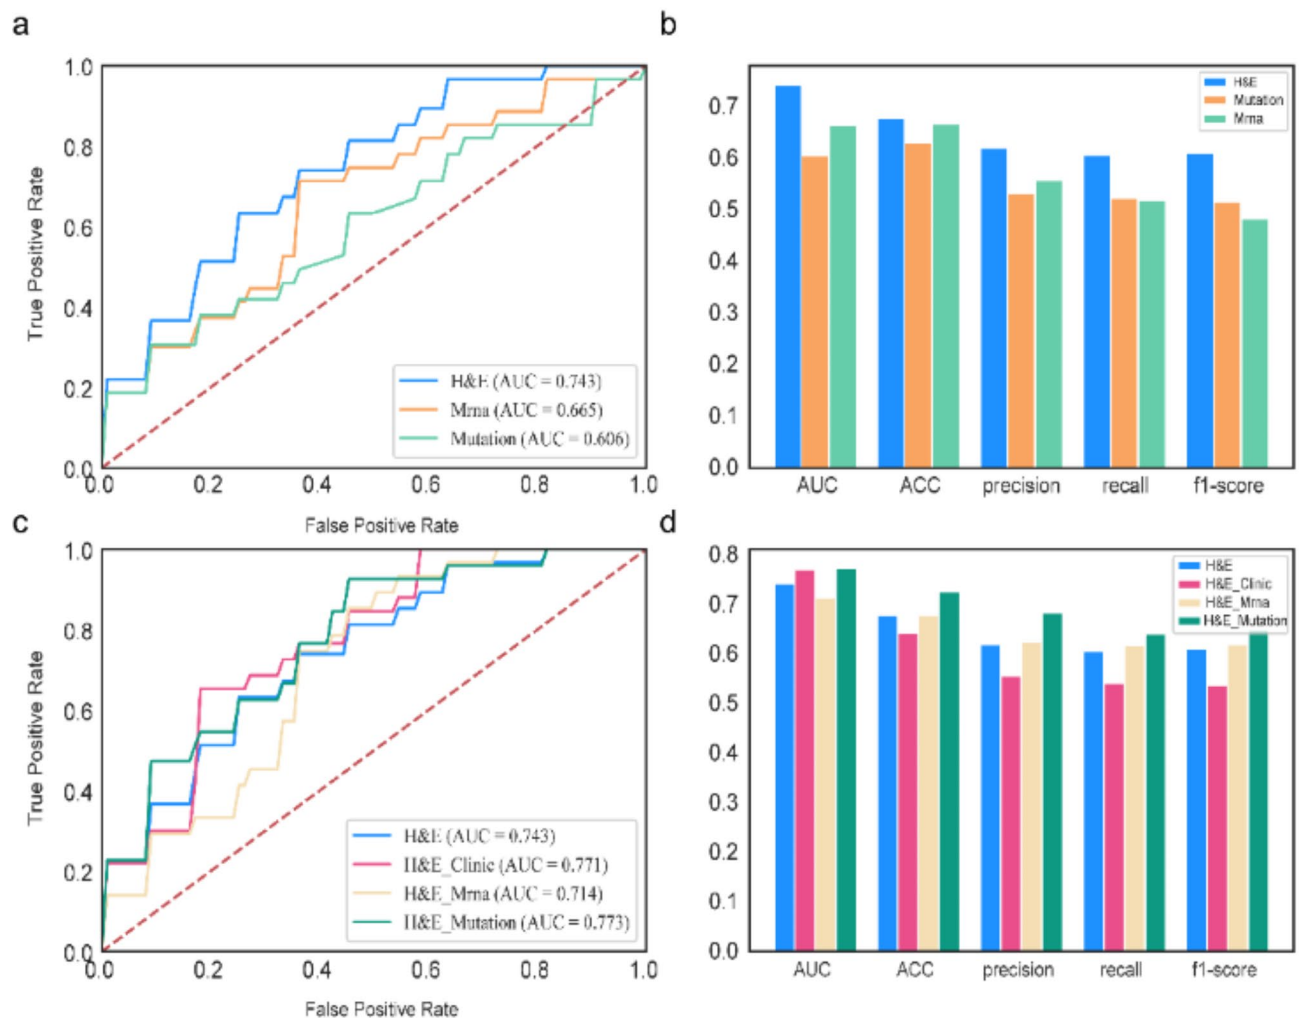 a
1.0
0.8
0.6
0.4
0.2
0.0
True Positive Rate
H&E (AUC = 0.743)
Mrna (AUC = 0.665)
Mutation (AUC = 0.606)
0.0 0.2 0.4 0.6 0.8 1.0
False Positive Rate
b
0.7
0.6
0.5
0.4
0.3
0.2
0.1
0.0
H&E
Mutation
Mrna
AUC ACC precision recall f1-score
c
1.0
0.8
0.6
0.4
0.2
0.0
True Positive Rate
H&E (AUC = 0.743)
H&E_Clinic (AUC = 0.771)
H&E_Mrna (AUC = 0.714)
H&E_Mutation (AUC = 0.773)
0.0 0.2 0.4 0.6 0.8 1.0
False Positive Rate
d
0.8
0.7
0.6
0.5
0.4
0.3
0.2
0.1
0.0
H&E
H&E_Clinic
H&E_Mrna
H&E_Mutation
AUC ACC precision recall f1-score